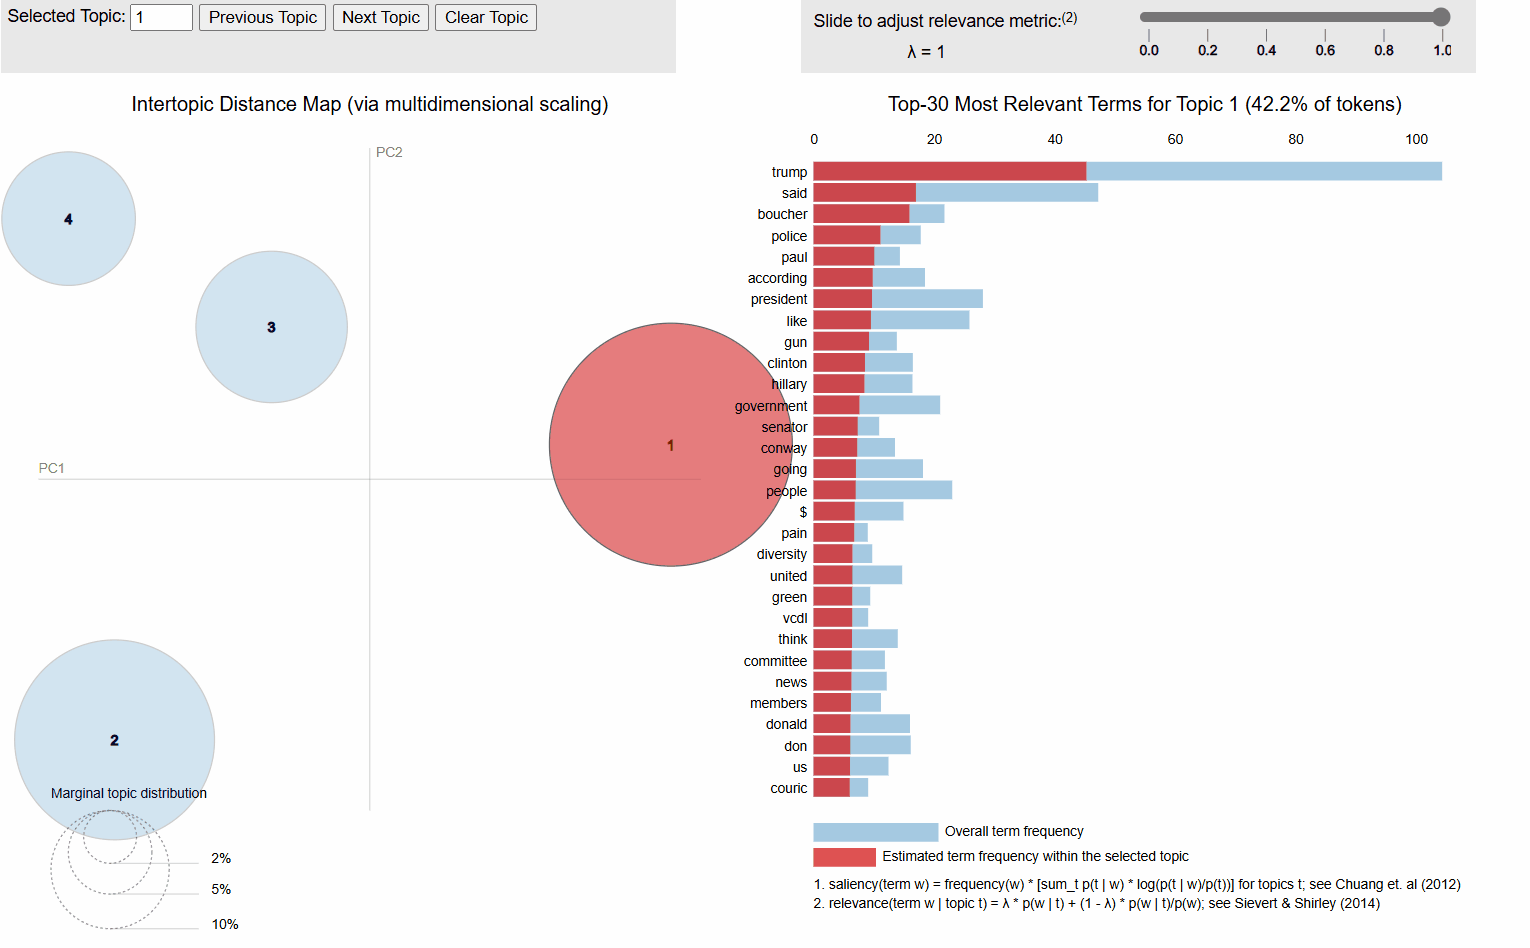 Selected Topic: 1 Previous Topic Next Topic Clear Topic
Slide to adjust relevance metric:(2)
λ = 1
0.0 0.2 0.4 0.6 0.8 1.0
Intertopic Distance Map (via multidimensional scaling)
PC2
PC1
4
3
1
2
Marginal topic distribution
2%
5%
10%
Top-30 Most Relevant Terms for Topic 1 (42.2% of tokens)
0 20 40 60 80 100
trump
said
boucher
police
paul
according
president
like
gun
clinton
hillary
government
senator
conway
going
people
$
pain
diversity
united
green
vcdl
think
committee
news
members
donald
don
us
couric
Overall term frequency
Estimated term frequency within the selected topic
1. saliency(term w) = frequency(w) * [sum_t p(t | w) * log(p(t | w)/p(t))] for topics t; see Chuang et. al (2012)
2. relevance(term w | topic t) = λ * p(w | t) + (1 - λ) * p(w | t)/p(w); see Sievert & Shirley (2014)